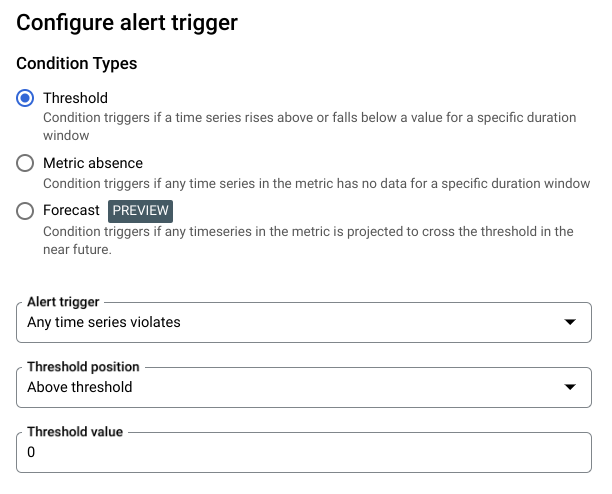 Configure alert trigger
Condition Types
Threshold
Condition triggers if a time series rises above or falls below a value for a specific duration
window
Metric absence
Condition triggers if any time series in the metric has no data for a specific duration window
Forecast PREVIEW
Condition triggers if any timeseries in the metric is projected to cross the threshold in the
near future.
Alert trigger
Any time series violates
Threshold position
Above threshold
Threshold value
0